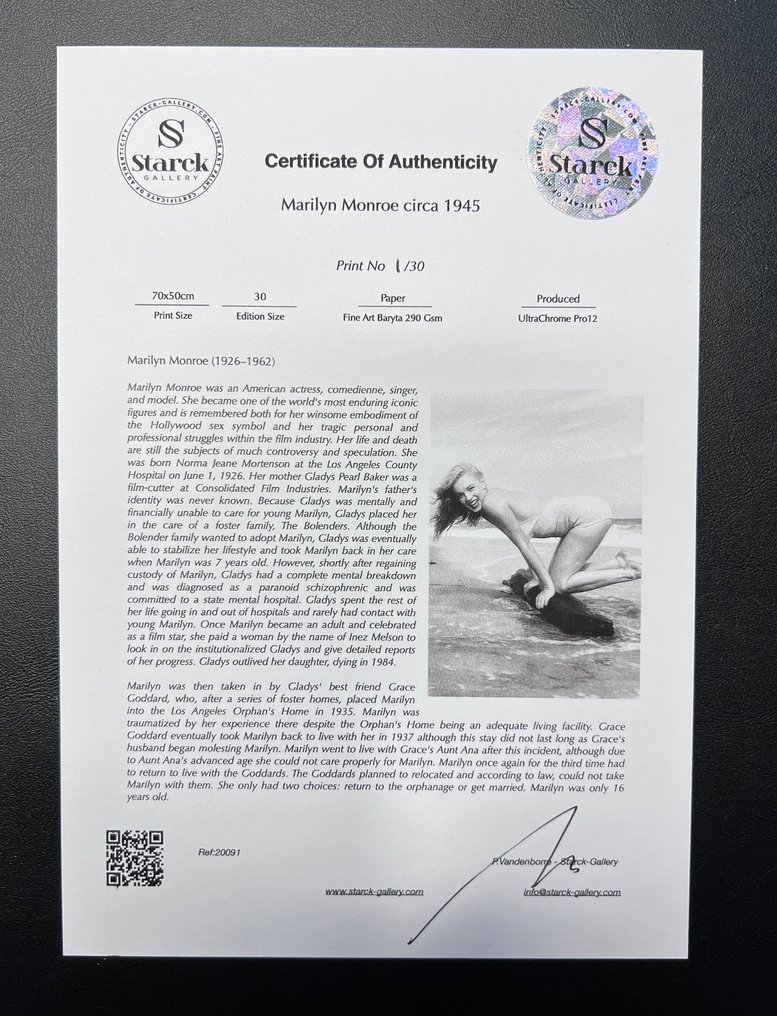 CERTIFICATE OF AUTHENTICITY · STARCK-GALLERY.COM · FINE ART PRINT ·
S
Starck
GALLERY
Certificate Of Authenticity
STARCK-GALLERY.COM · FINE ART
S
Starck
GALLERY
Marilyn Monroe circa 1945
Print No 1/30
70x50cm 30 Paper Produced
Print Size Edition Size Fine Art Baryta 290 Gsm UltraChrome Pro12
Marilyn Monroe (1926–1962)
Marilyn Monroe was an American actress, comedienne, singer,
and model. She became one of the world's most enduring iconic
figures and is remembered both for her winsome embodiment of
the Hollywood sex symbol and her tragic personal and
professional struggles within the film industry. Her life and death
are still the subjects of much controversy and speculation. She
was born Norma Jeane Mortenson at the Los Angeles County
Hospital on June 1, 1926. Her mother Gladys Pearl Baker was a
film-cutter at Consolidated Film Industries. Marilyn's father's
identity was never known. Because Gladys was mentally and
financially unable to care for young Marilyn, Gladys placed her
in the care of a foster family, The Bolenders. Although the
Bolender family wanted to adopt Marilyn, Gladys was eventually
able to stabilize her lifestyle and took Marilyn back in her care
when Marilyn was 7 years old. However, shortly after regaining
custody of Marilyn, Gladys had a complete mental breakdown
and was diagnosed as a paranoid schizophrenic and was
committed to a state mental hospital. Gladys spent the rest of
her life going in and out of hospitals and rarely had contact with
young Marilyn. Once Marilyn became an adult and celebrated
as a film star, she paid a woman by the name of Inez Melson to
look in on the institutionalized Gladys and give detailed reports
of her progress. Gladys outlived her daughter, dying in 1984.
Marilyn was then taken in by Gladys' best friend Grace
Goddard, who, after a series of foster homes, placed Marilyn
into the Los Angeles Orphan's Home in 1935. Marilyn was
traumatized by her experience there despite the Orphan's Home being an adequate living facility. Grace
Goddard eventually took Marilyn back to live with her in 1937 although this stay did not last long as Grace's
husband began molesting Marilyn. Marilyn went to live with Grace's Aunt Ana after this incident, although due
to Aunt Ana's advanced age she could not care properly for Marilyn. Marilyn once again for the third time had
to return to live with the Goddards. The Goddards planned to relocated and according to law, could not take
Marilyn with them. She only had two choices: return to the orphanage or get married. Marilyn was only 16
years old.
Ref:20091
P.Vandenborre - Starck-Gallery
www.starck-gallery.com info@starck-gallery.com